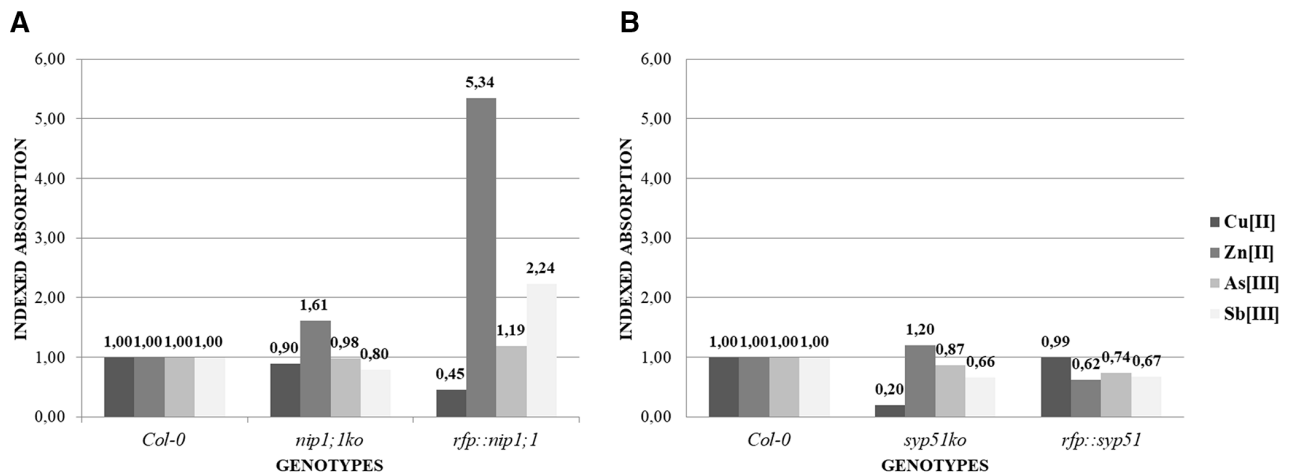 A
INDEXED ABSORPTION
6,00
5,00
4,00
3,00
2,00
1,00
0,00
1,00 1,00 1,00 1,00
0,90 1,61 0,98 0,80
0,45 5,34 1,19 2,24
Col-0 nip1;1ko rfp::nip1;1
GENOTYPES
B
INDEXED ABSORPTION
6,00
5,00
4,00
3,00
2,00
1,00
0,00
1,00 1,00 1,00 1,00
0,20 1,20 0,87 0,66
0,99 0,62 0,74 0,67
Col-0 syp51ko rfp::syp51
GENOTYPES
Cu[II]
Zn[II]
As[III]
Sb[III]